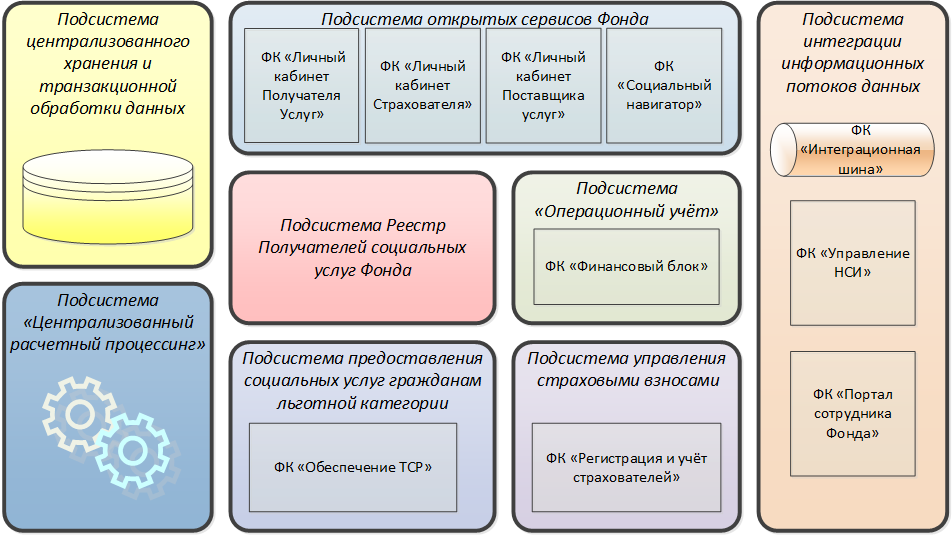 Подсистема
централизованного
хранения и
транзакционной
обработки данных
Подсистема открытых сервисов Фонда
ФК «Личный
кабинет
Получателя
Услуг»
ФК «Личный
кабинет
Страхователя»
ФК «Личный
кабинет
Поставщика
услуг»
ФК
«Социальный
навигатор»
Подсистема
интеграции
информационных
потоков данных
ФК
«Интеграционная
шина»
ФК «Управление
НСИ»
ФК «Портал
сотрудника
Фонда»
Подсистема Реестр
Получателей социальных
услуг Фонда
Подсистема
«Операционный учёт»
ФК «Финансовый блок»
Подсистема
«Централизованный
расчетный процессинг»
Подсистема предоставления
социальных услуг гражданам
льготной категории
ФК «Обеспечение ТСР»
Подсистема управления
страховыми взносами
ФК «Регистрация и учёт
страхователей»